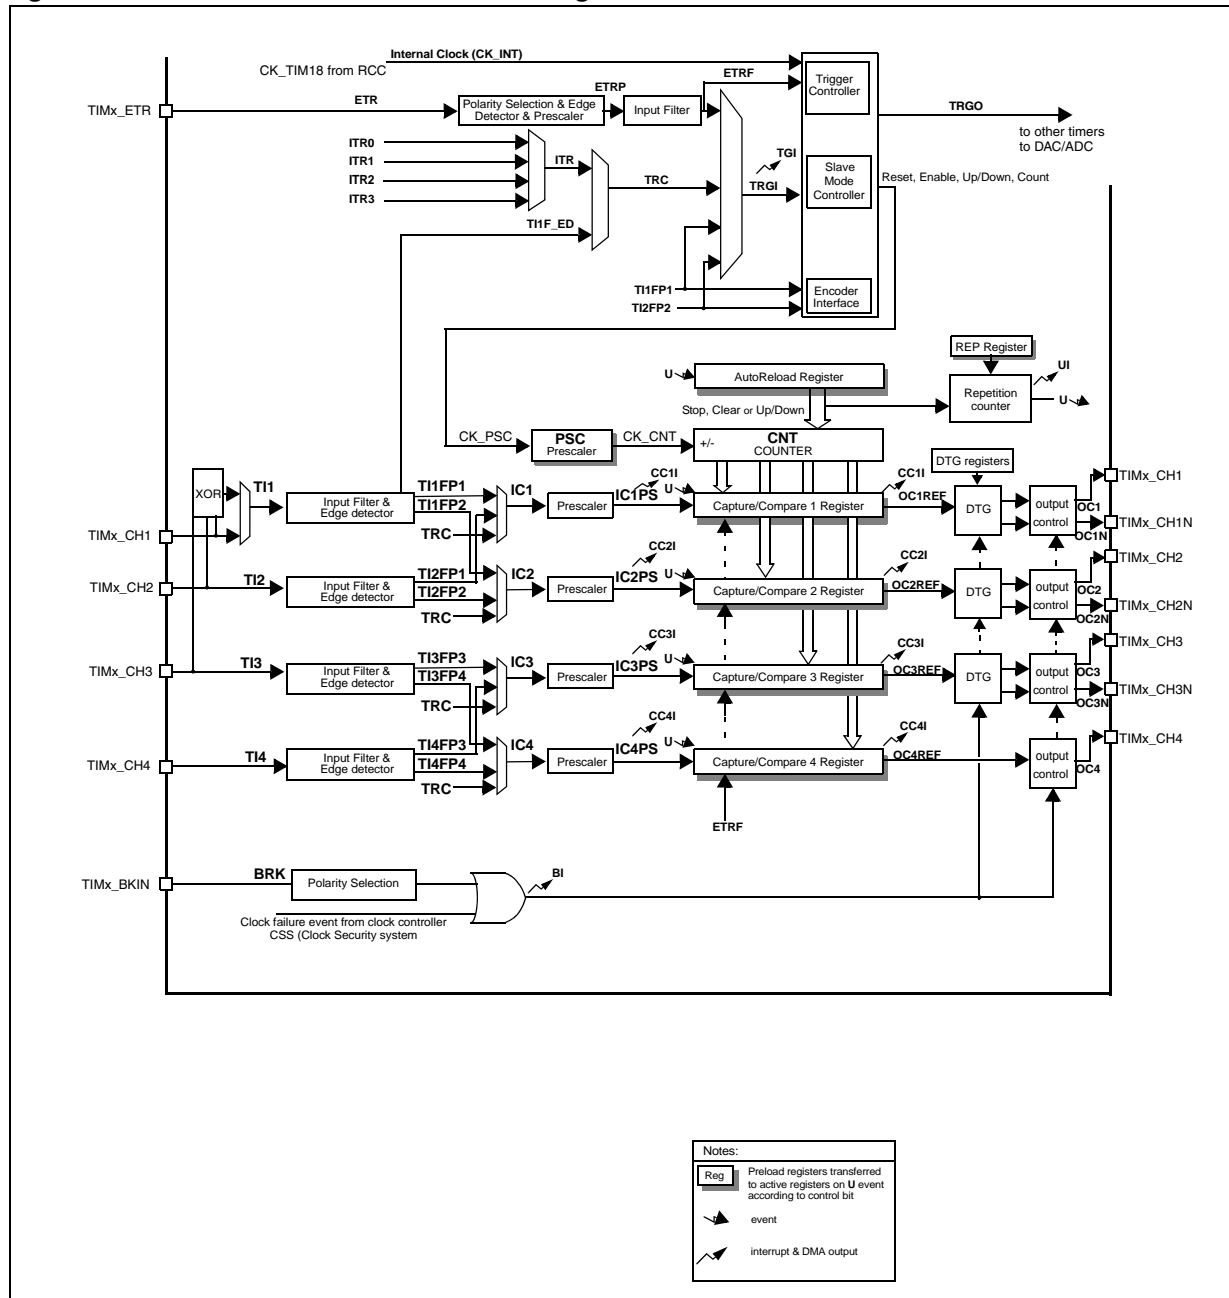 Internal Clock (CK_INT)
CK_TIM18 from RCC
TIMx_ETR
ETR
Polarity Selection & Edge
Detector & Prescaler
ETRP
Input Filter
ETRF
Trigger
Controller
TRGO
to other timers
to DAC/ADC
ITR0
ITR1
ITR2
ITR3
ITR
TRC
TI1F_ED
TGI
TRGI
Slave
Mode
Controller
Reset, Enable, Up/Down, Count
TI1FP1
TI2FP2
Encoder
Interface
REP Register
UI
U
AutoReload Register
Repetition
counter
U
Stop, Clear or Up/Down
CK_PSC
PSC
Prescaler
CK_CNT
+/-
CNT
COUNTER
DTG registers
XOR
TI1
Input Filter &
Edge detector
TI1FP1
TI1FP2
TRC
IC1
Prescaler
IC1PS
CC1I
U
Capture/Compare 1 Register
CC1I
OC1REF
DTG
output
control
OC1
OC1N
TIMx_CH1
TIMx_CH1N
TIMx_CH1
TIMx_CH2
TI2
Input Filter &
Edge detector
TI2FP1
TI2FP2
TRC
IC2
Prescaler
IC2PS
CC2I
U
Capture/Compare 2 Register
CC2I
OC2REF
DTG
output
control
OC2
OC2N
TIMx_CH2
TIMx_CH2N
TIMx_CH3
TI3
Input Filter &
Edge detector
TI3FP3
TI3FP4
TRC
IC3
Prescaler
IC3PS
CC3I
U
Capture/Compare 3 Register
CC3I
OC3REF
DTG
output
control
OC3
OC3N
TIMx_CH3
TIMx_CH3N
TIMx_CH4
TI4
Input Filter &
Edge detector
TI4FP3
TI4FP4
TRC
IC4
Prescaler
IC4PS
CC4I
U
Capture/Compare 4 Register
CC4I
OC4REF
output
control
OC4
TIMx_CH4
ETRF
TIMx_BKIN
BRK
Polarity Selection
BI
Clock failure event from clock controller
CSS (Clock Security system
Notes:
Reg
Preload registers transferred
to active registers on U event
according to control bit
event
interrupt & DMA output